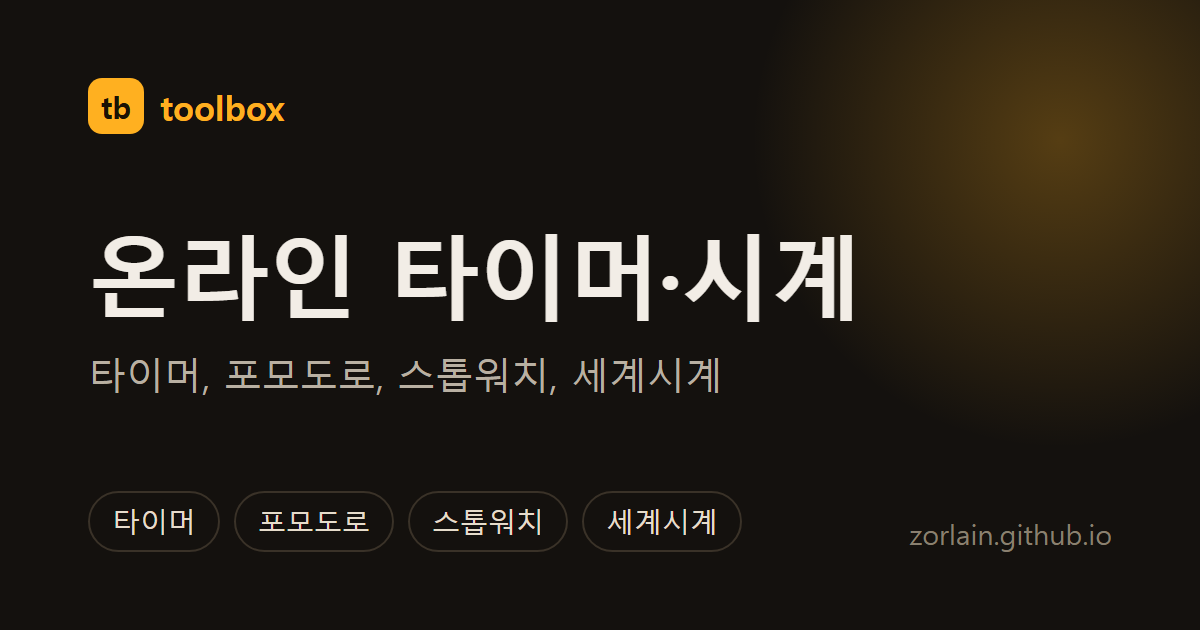 tb toolbox
온라인 타이머·시계
타이머, 포모도로, 스톱워치, 세계시계
타이머 포모도로 스톱워치 세계시계
zorlain.github.io